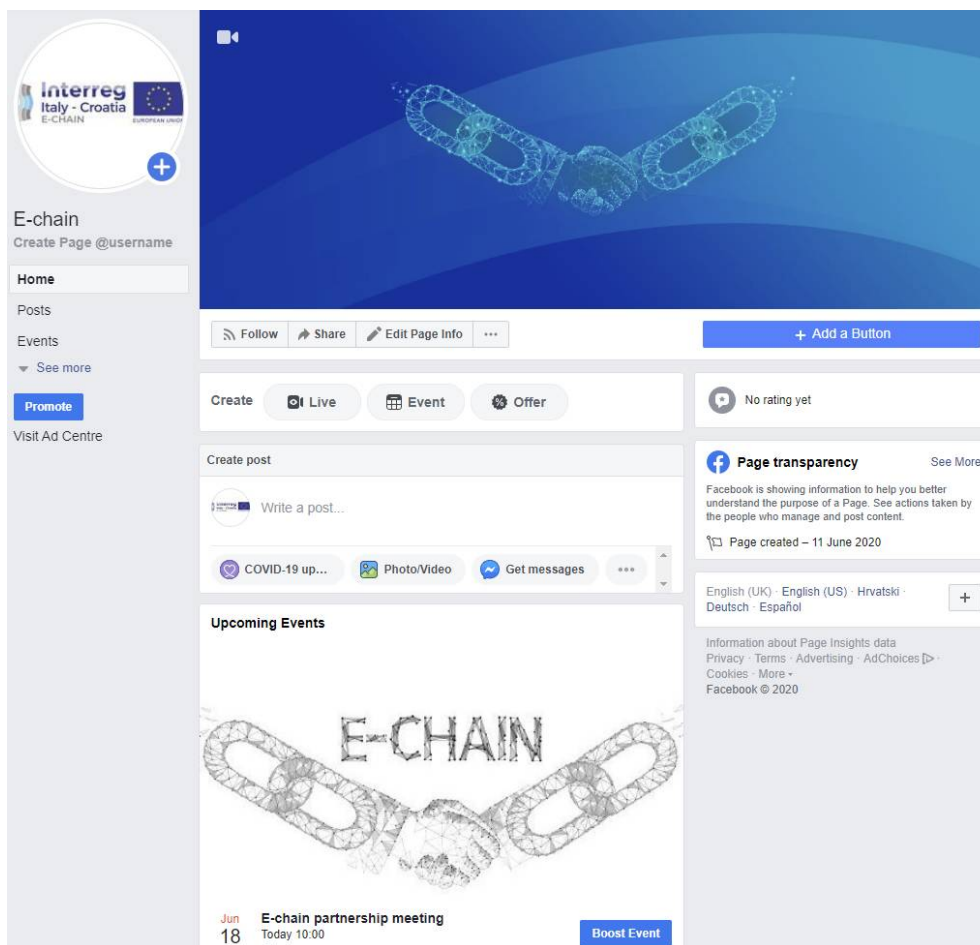 Interreg
Italy - Croatia
E-CHAIN
EUROPEAN UNION
E-chain
Create Page @username
Home
Posts
Events
See more
Promote
Visit Ad Centre
Follow
Share
Edit Page Info
+ Add a Button
Create
Live
Event
Offer
Create post
Write a post...
COVID-19 up...
Photo/Video
Get messages
Upcoming Events
E-CHAIN
Jun
18
E-chain partnership meeting
Today 10:00
Boost Event
No rating yet
Page transparency
See More
Facebook is showing information to help you better
understand the purpose of a Page. See actions taken by
the people who manage and post content.
Page created – 11 June 2020
English (UK) · English (US) · Hrvatski ·
Deutsch · Español
Information about Page Insights data
Privacy · Terms · Advertising · AdChoices ·
Cookies · More
Facebook © 2020